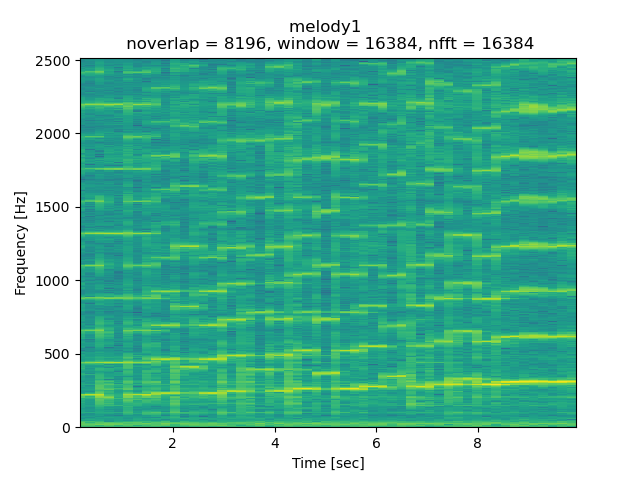 melody1
noverlap = 8196, window = 16384, nfft = 16384
2500
2000
1500
1000
500
0
Frequency [Hz]
2 4 6 8
Time [sec]